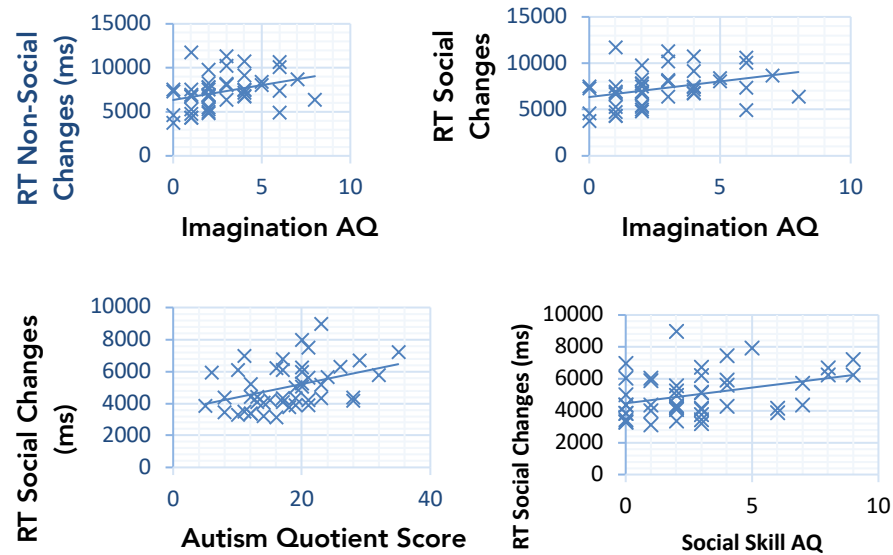 RT Non-Social
Changes (ms)
15000
10000
5000
0
0 5 10
Imagination AQ
RT Social
Changes
15000
10000
5000
0
0 5 10
Imagination AQ
RT Social Changes
(ms)
10000
8000
6000
4000
2000
0
0 20 40
Autism Quotient Score
RT Social Changes (ms)
10000
8000
6000
4000
2000
0
0 5 10
Social Skill AQ